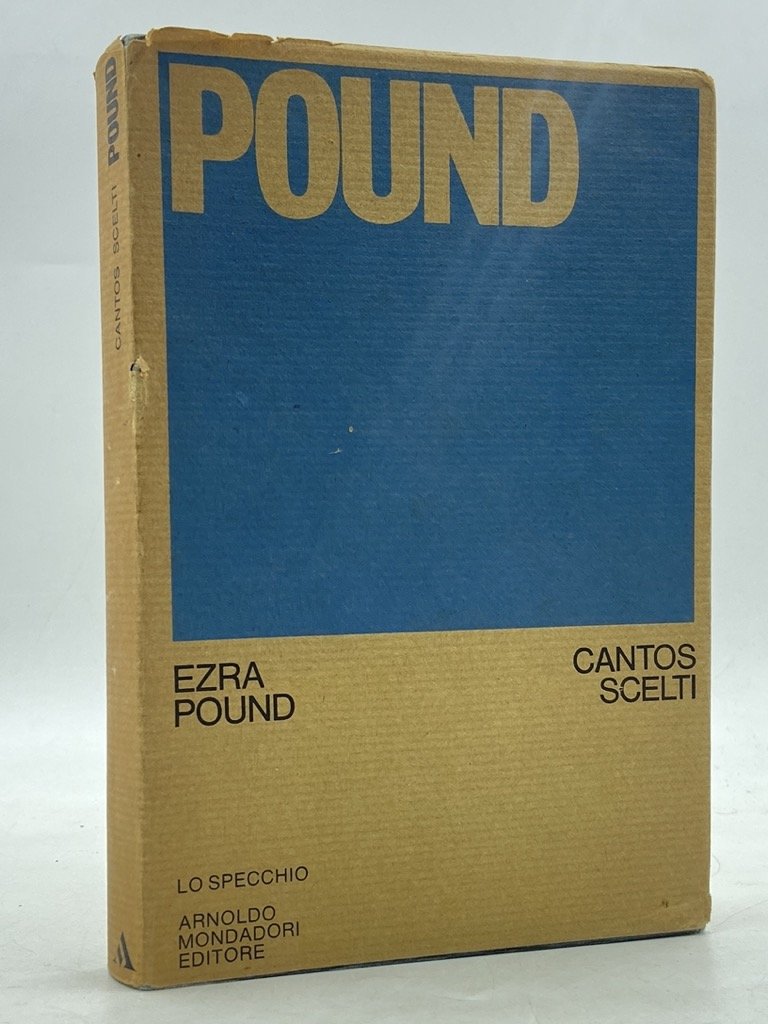 POUND
EZRA
POUND
CANTOS
SCELTI
LO SPECCHIO
ARNOLDO
MONDADORI
EDITORE
CANTOS SCELTI POUND